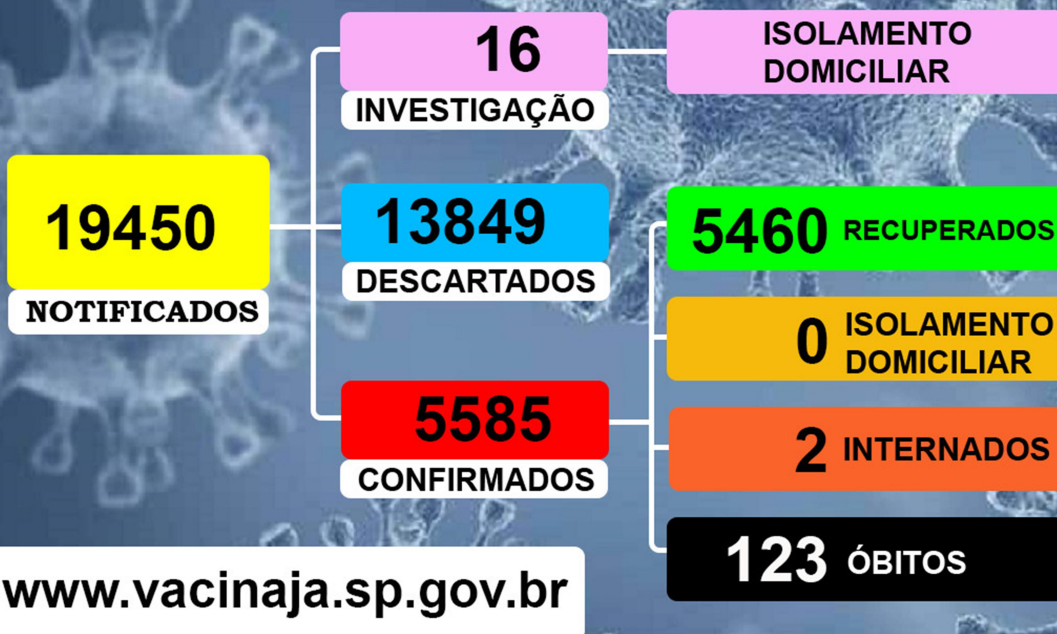 19450
NOTIFICADOS
16
INVESTIGAÇÃO
ISOLAMENTO
DOMICILIAR
13849
DESCARTADOS
5585
CONFIRMADOS
5460 RECUPERADOS
0 ISOLAMENTO
DOMICILIAR
2 INTERNADOS
123 ÓBITOS
www.vacinaja.sp.gov.br